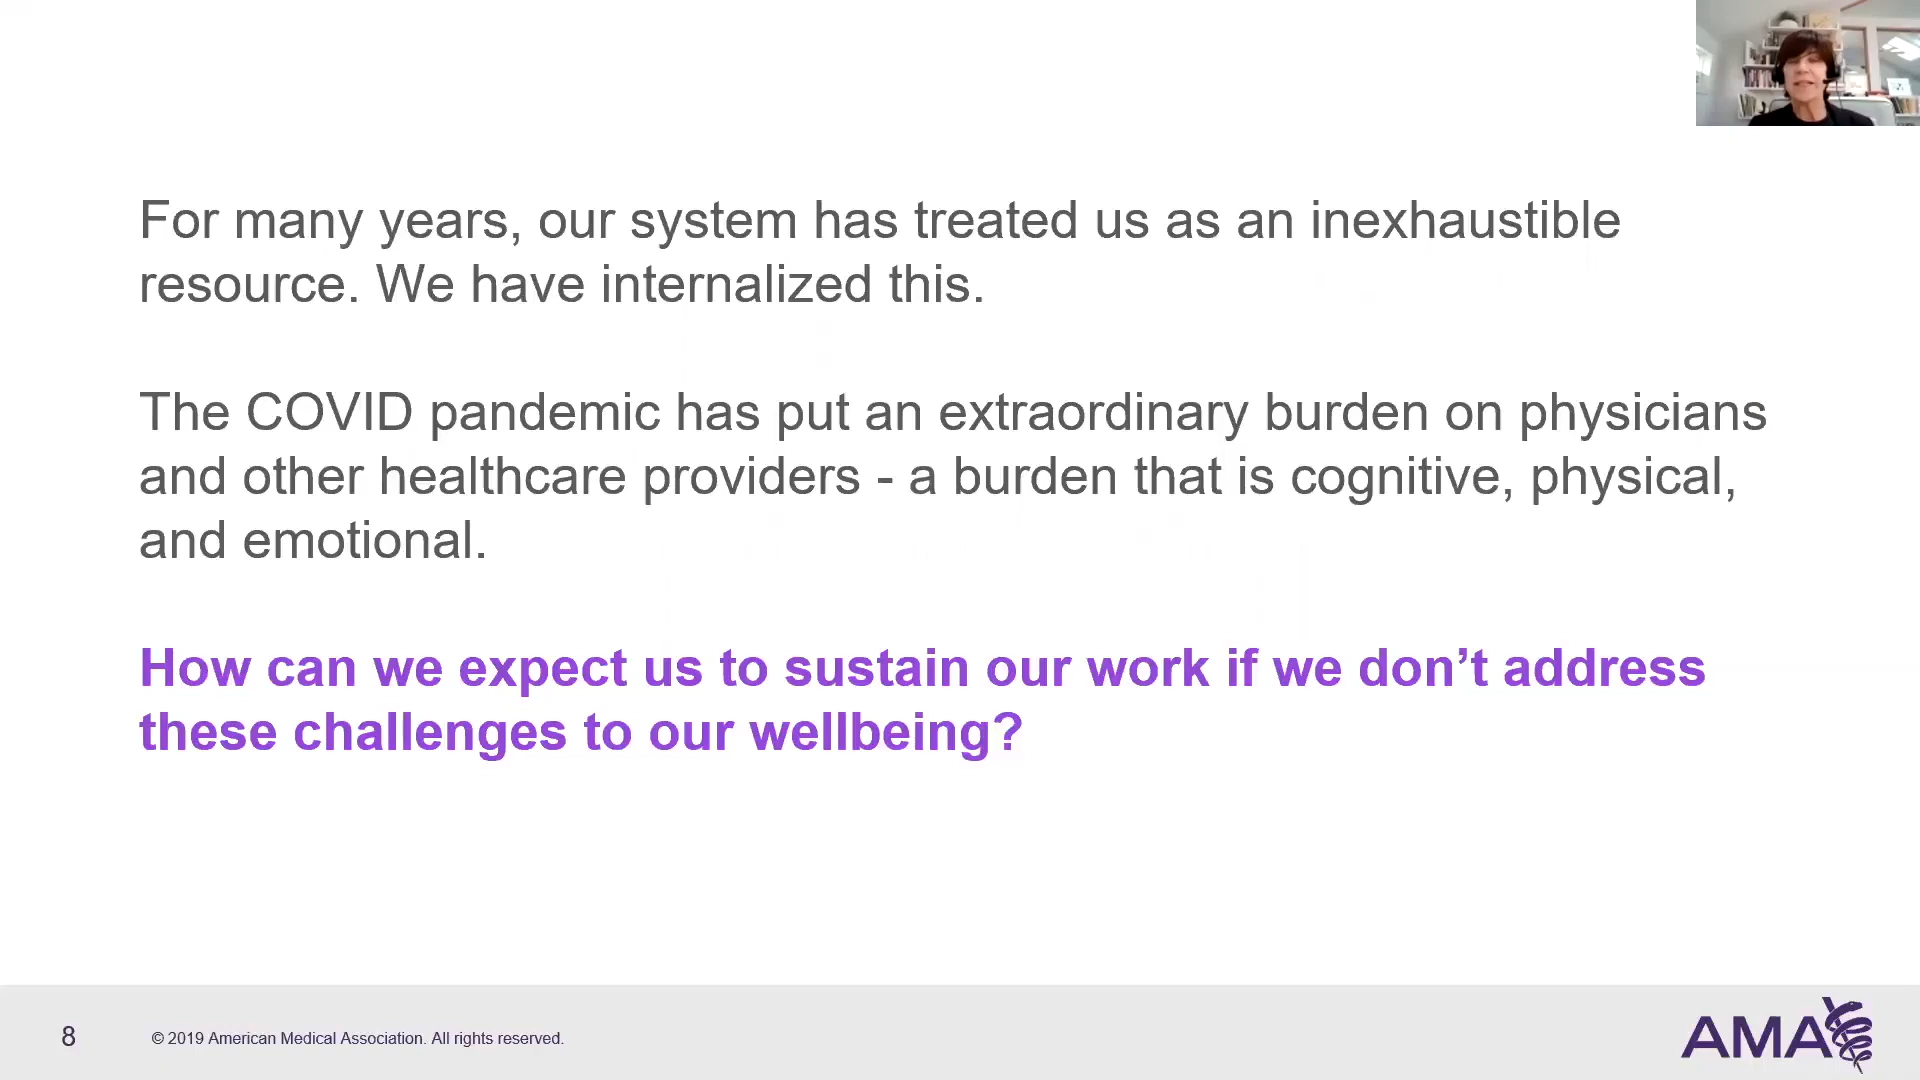 For many years, our system has treated us as an inexhaustible
resource. We have internalized this.
The COVID pandemic has put an extraordinary burden on physicians
and other healthcare providers - a burden that is cognitive, physical,
and emotional.
How can we expect us to sustain our work if we don’t address
these challenges to our wellbeing?
8
© 2019 American Medical Association. All rights reserved.
AMA